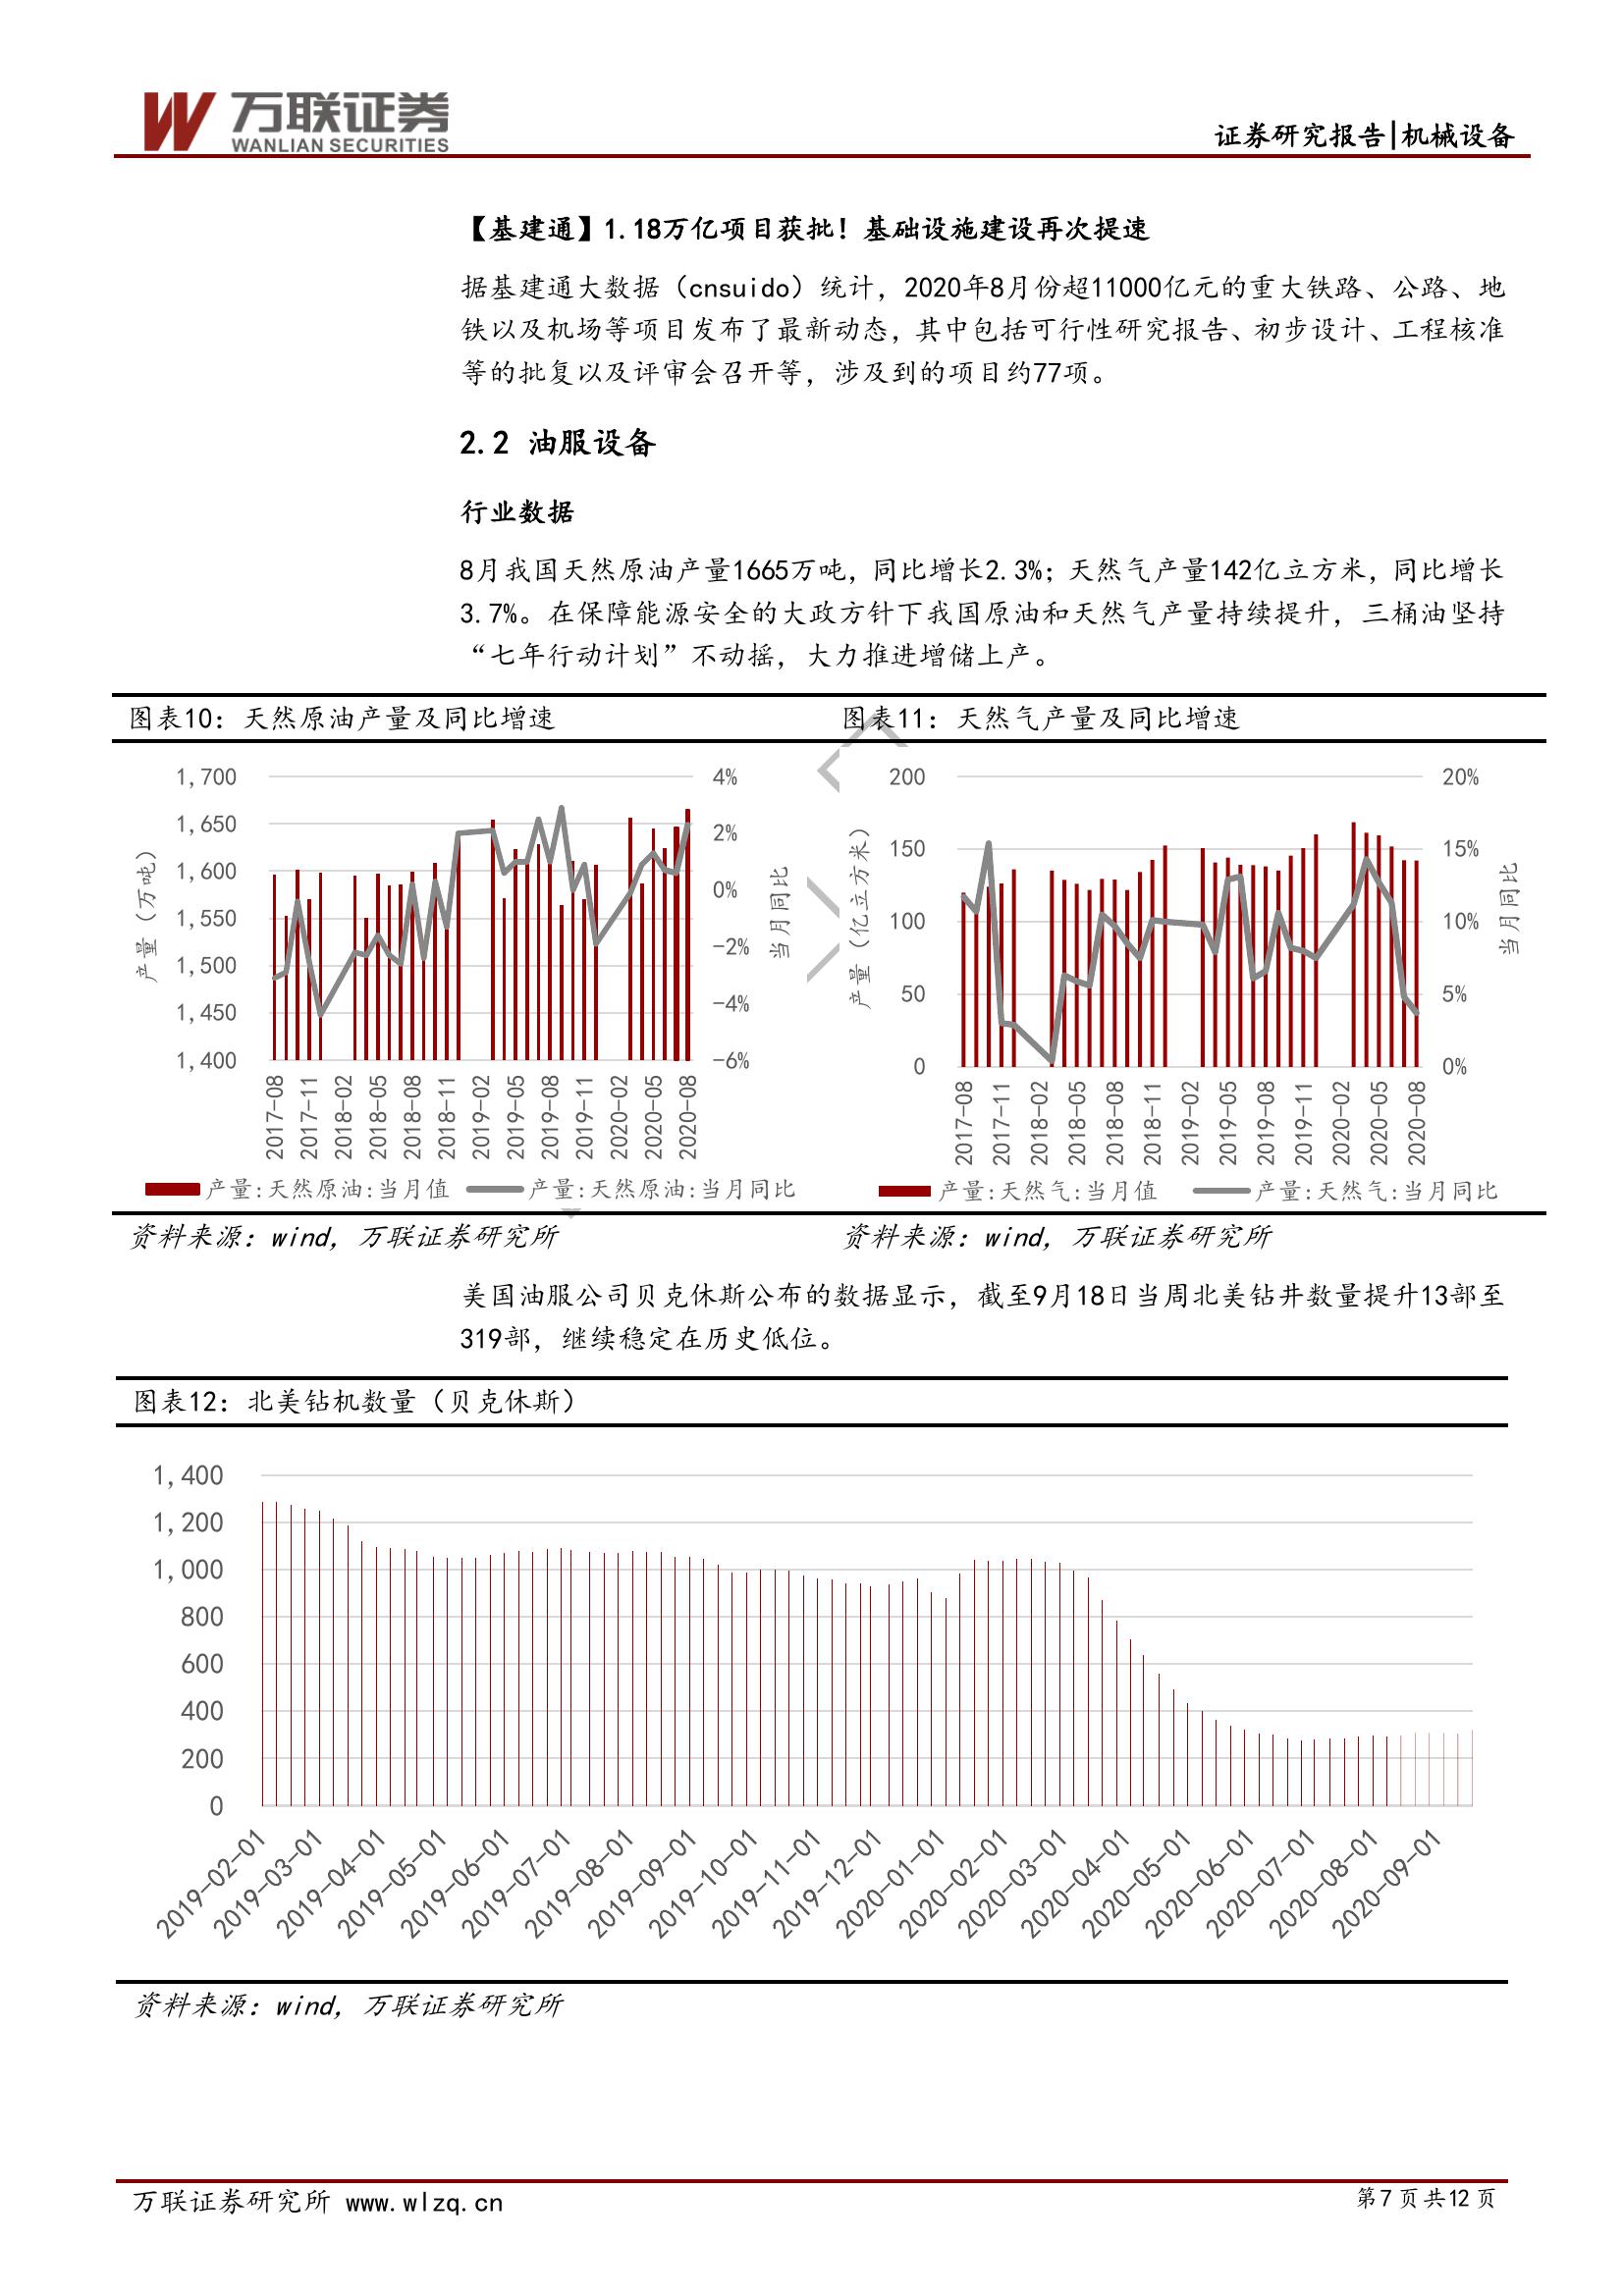 万联证券
WANLIAN SECURITIES
证券研究报告|机械设备
【基建通】1.18万亿项目获批！基础设施建设再次提速
据基建通大数据（cnsuido）统计，2020年8月份超11000亿元的重大铁路、公路、地
铁以及机场等项目发布了最新动态，其中包括可行性研究报告、初步设计、工程核准
等的批复以及评审会召开等，涉及到的项目约77项。
2.2 油服设备
行业数据
8月我国天然原油产量1665万吨，同比增长2.3%；天然气产量142亿立方米，同比增长
3.7%。在保障能源安全的大政方针下我国原油和天然气产量持续提升，三桶油坚持
“七年行动计划”不动摇，大力推进增储上产。
图表10：天然原油产量及同比增速
1,700
1,650
1,600
1,550
1,500
1,450
1,400
产量（万吨）
4%
2%
0%
-2%
-4%
-6%
当月同比
2017-08
2017-11
2018-02
2018-05
2018-08
2018-11
2019-02
2019-05
2019-08
2019-11
2020-02
2020-05
2020-08
产量:天然原油:当月值
产量:天然原油:当月同比
资料来源：wind，万联证券研究所
图表11：天然气产量及同比增速
200
150
100
50
0
产量（亿立方米）
20%
15%
10%
5%
0%
当月同比
2017-08
2017-11
2018-02
2018-05
2018-08
2018-11
2019-02
2019-05
2019-08
2019-11
2020-02
2020-05
2020-08
产量:天然气:当月值
产量:天然气:当月同比
资料来源：wind，万联证券研究所
美国油服公司贝克休斯公布的数据显示，截至9月18日当周北美钻井数量提升13部至
319部，继续稳定在历史低位。
图表12：北美钻机数量（贝克休斯）
1,400
1,200
1,000
800
600
400
200
0
2019-02-01
2019-03-01
2019-04-01
2019-05-01
2019-06-01
2019-07-01
2019-08-01
2019-09-01
2019-10-01
2019-11-01
2019-12-01
2020-01-01
2020-02-01
2020-03-01
2020-04-01
2020-05-01
2020-06-01
2020-07-01
2020-08-01
2020-09-01
资料来源：wind，万联证券研究所
万联证券研究所 www.wlzq.cn
第7页共12页